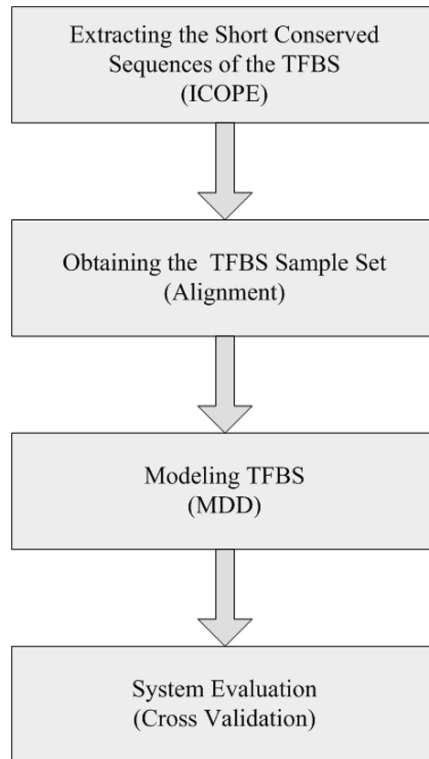 Extracting the Short Conserved
Sequences of the TFBS
(ICOPE)
Obtaining the TFBS Sample Set
(Alignment)
Modeling TFBS
(MDD)
System Evaluation
(Cross Validation)